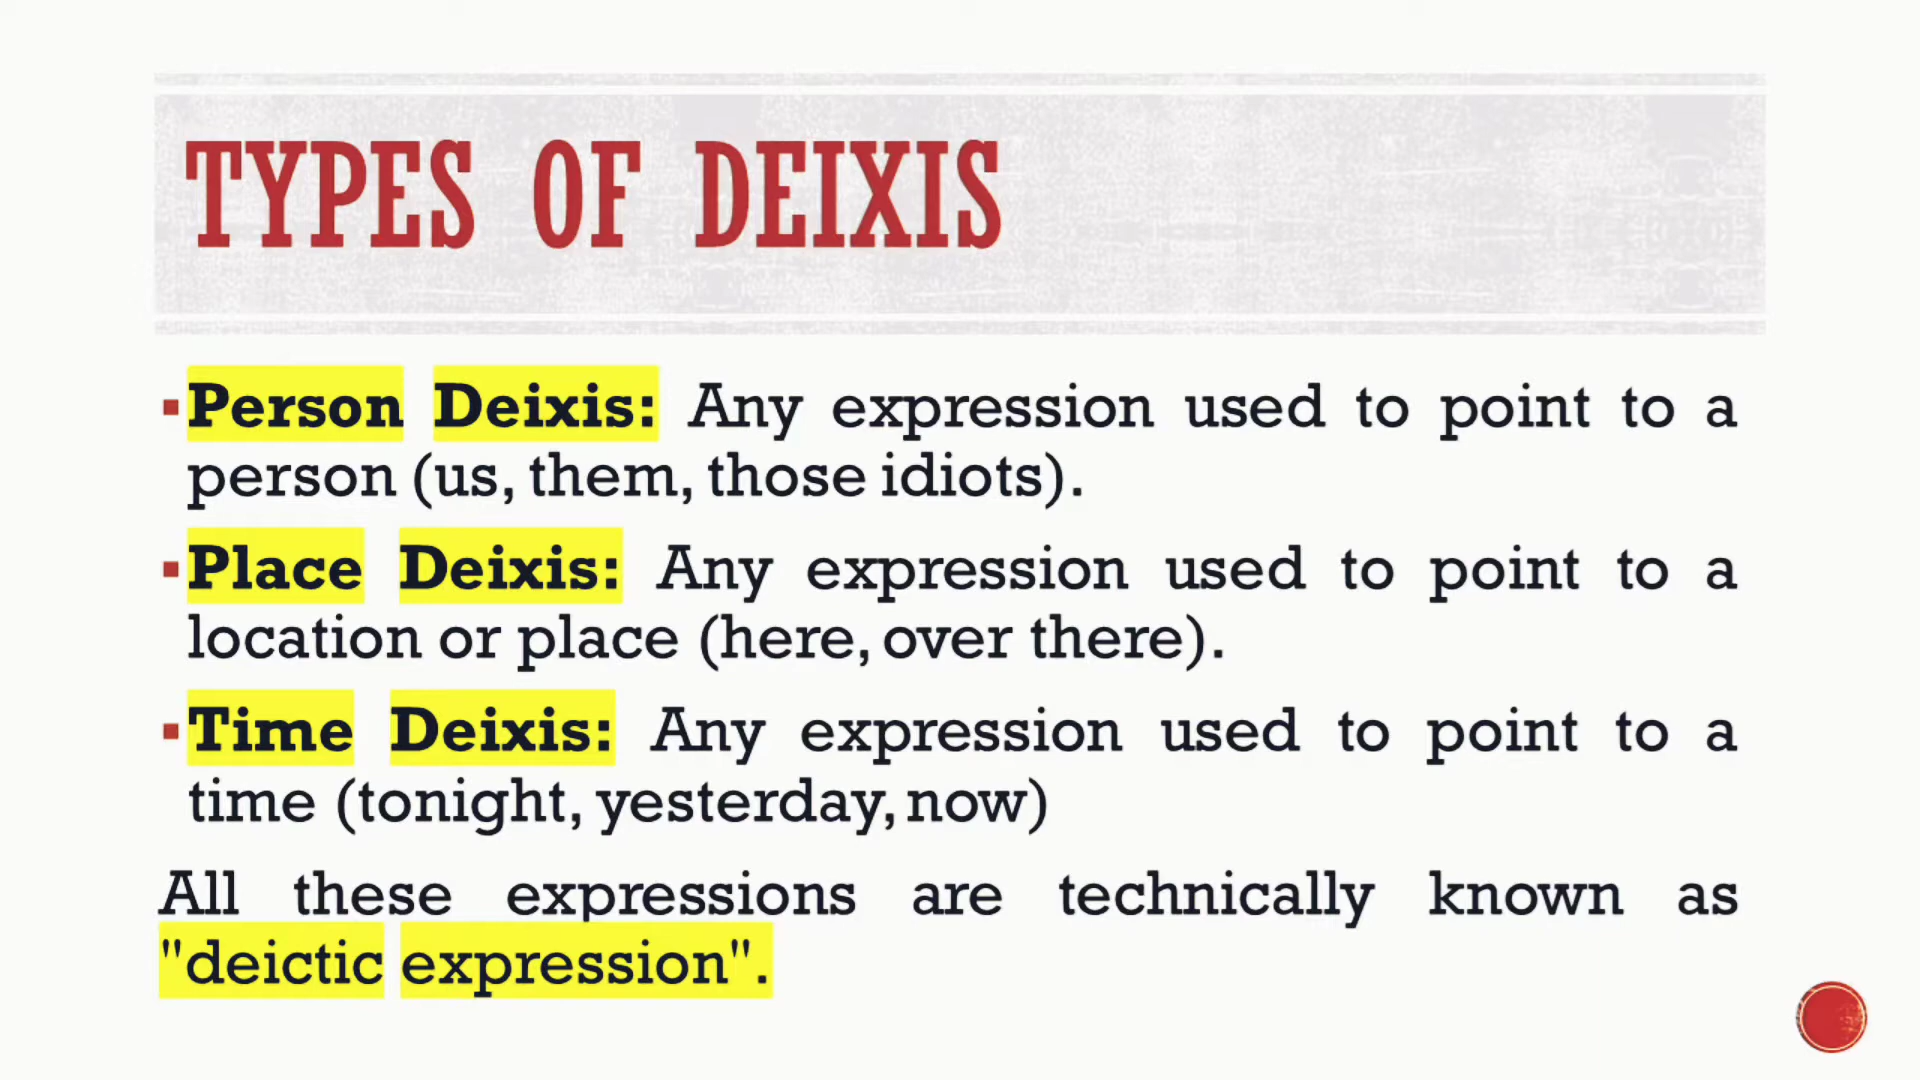 TYPES OF DEIXIS
▪Person Deixis: Any expression used to point to a
person (us, them, those idiots).
▪Place Deixis: Any expression used to point to a
location or place (here, over there).
▪Time Deixis: Any expression used to point to a
time (tonight, yesterday, now)
All these expressions are technically known as
"deictic expression".